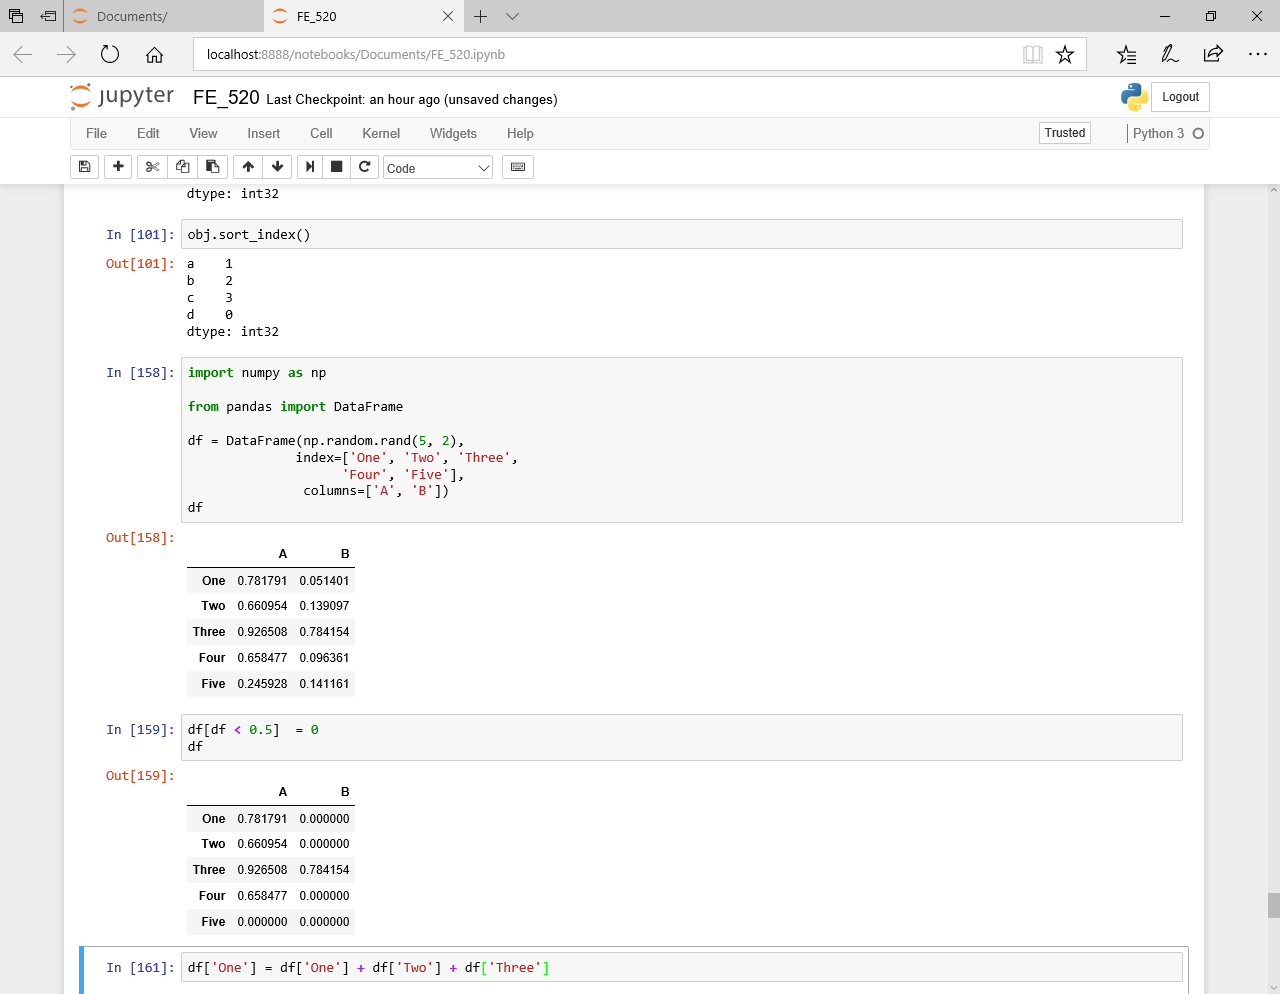 Documents/
FE_520
localhost:8888/notebooks/Documents/FE_520.ipynb
jupyter FE_520 Last Checkpoint: an hour ago (unsaved changes)
Logout
File Edit View Insert Cell Kernel Widgets Help
Trusted
Python 3
Code
dtype: int32
In [101]: obj.sort_index()
Out[101]: a    1
b    2
c    3
d    0
dtype: int32
In [158]: import numpy as np
from pandas import DataFrame
df = DataFrame(np.random.rand(5, 2),
index=['One', 'Two', 'Three',
'Four', 'Five'],
columns=['A', 'B'])
df
Out[158]:
A B
One 0.781791 0.051401
Two 0.660954 0.139097
Three 0.926508 0.784154
Four 0.658477 0.096361
Five 0.245928 0.141161
In [159]: df[df < 0.5]  = 0
df
Out[159]:
A B
One 0.781791 0.000000
Two 0.660954 0.000000
Three 0.926508 0.784154
Four 0.658477 0.000000
Five 0.000000 0.000000
In [161]: df['One'] = df['One'] + df['Two'] + df['Three']